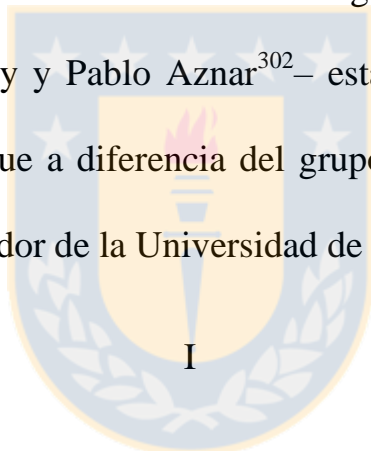 y y Pablo Aznar³⁰²– esta
ue a diferencia del grupo
dor de la Universidad de
I